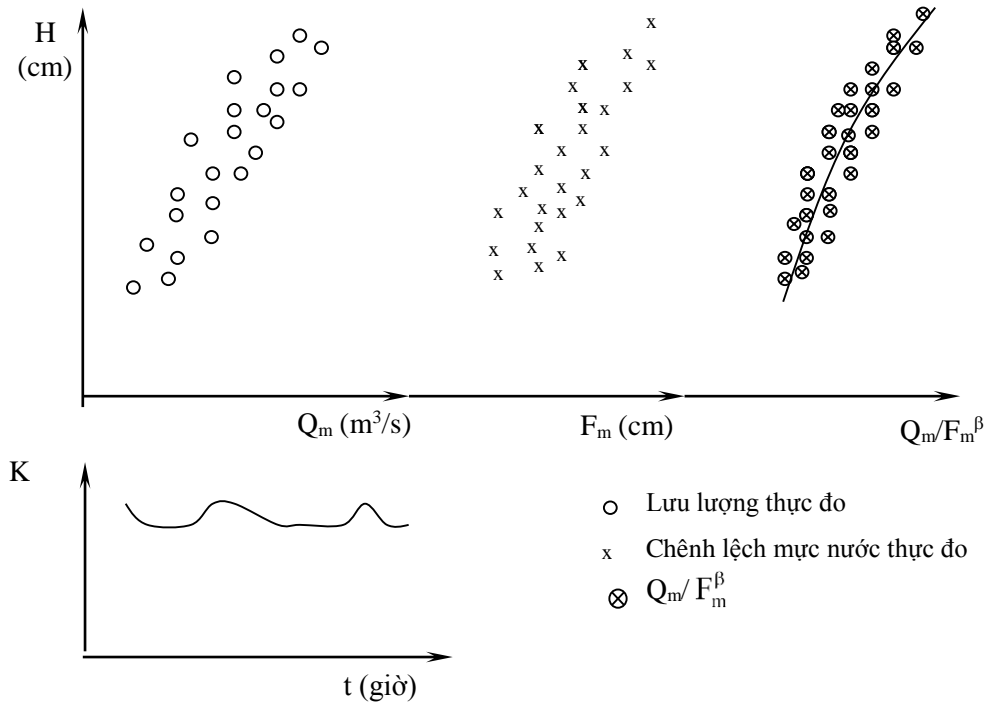 H
(cm)
Qₘ (m³/s)
Fₘ (cm)
Qₘ/Fₘᵝ
K
t (giờ)
Lưu lượng thực đo
x Chênh lệch mực nước thực đo
Qₘ/ Fₘᵝ